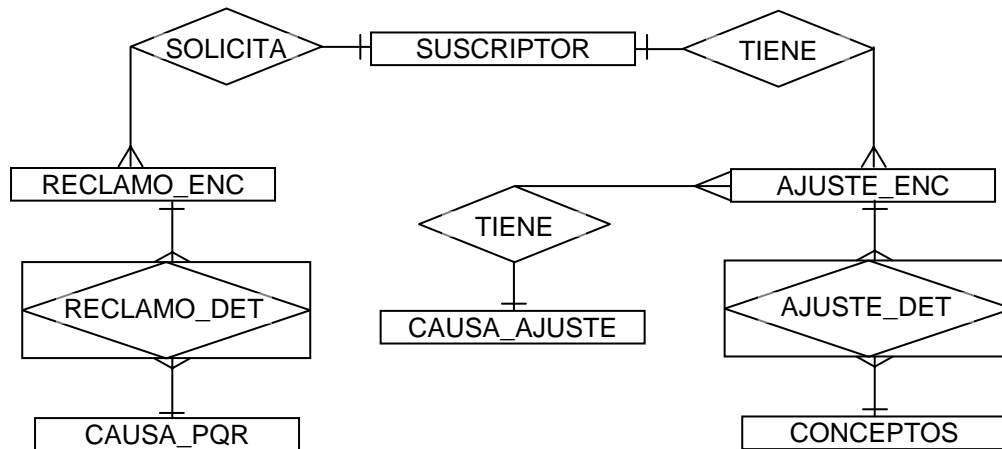 SOLICITA
SUSCRIPTOR
TIENE
RECLAMO_ENC
AJUSTE_ENC
TIENE
RECLAMO_DET
CAUSA_AJUSTE
AJUSTE_DET
CAUSA_PQR
CONCEPTOS